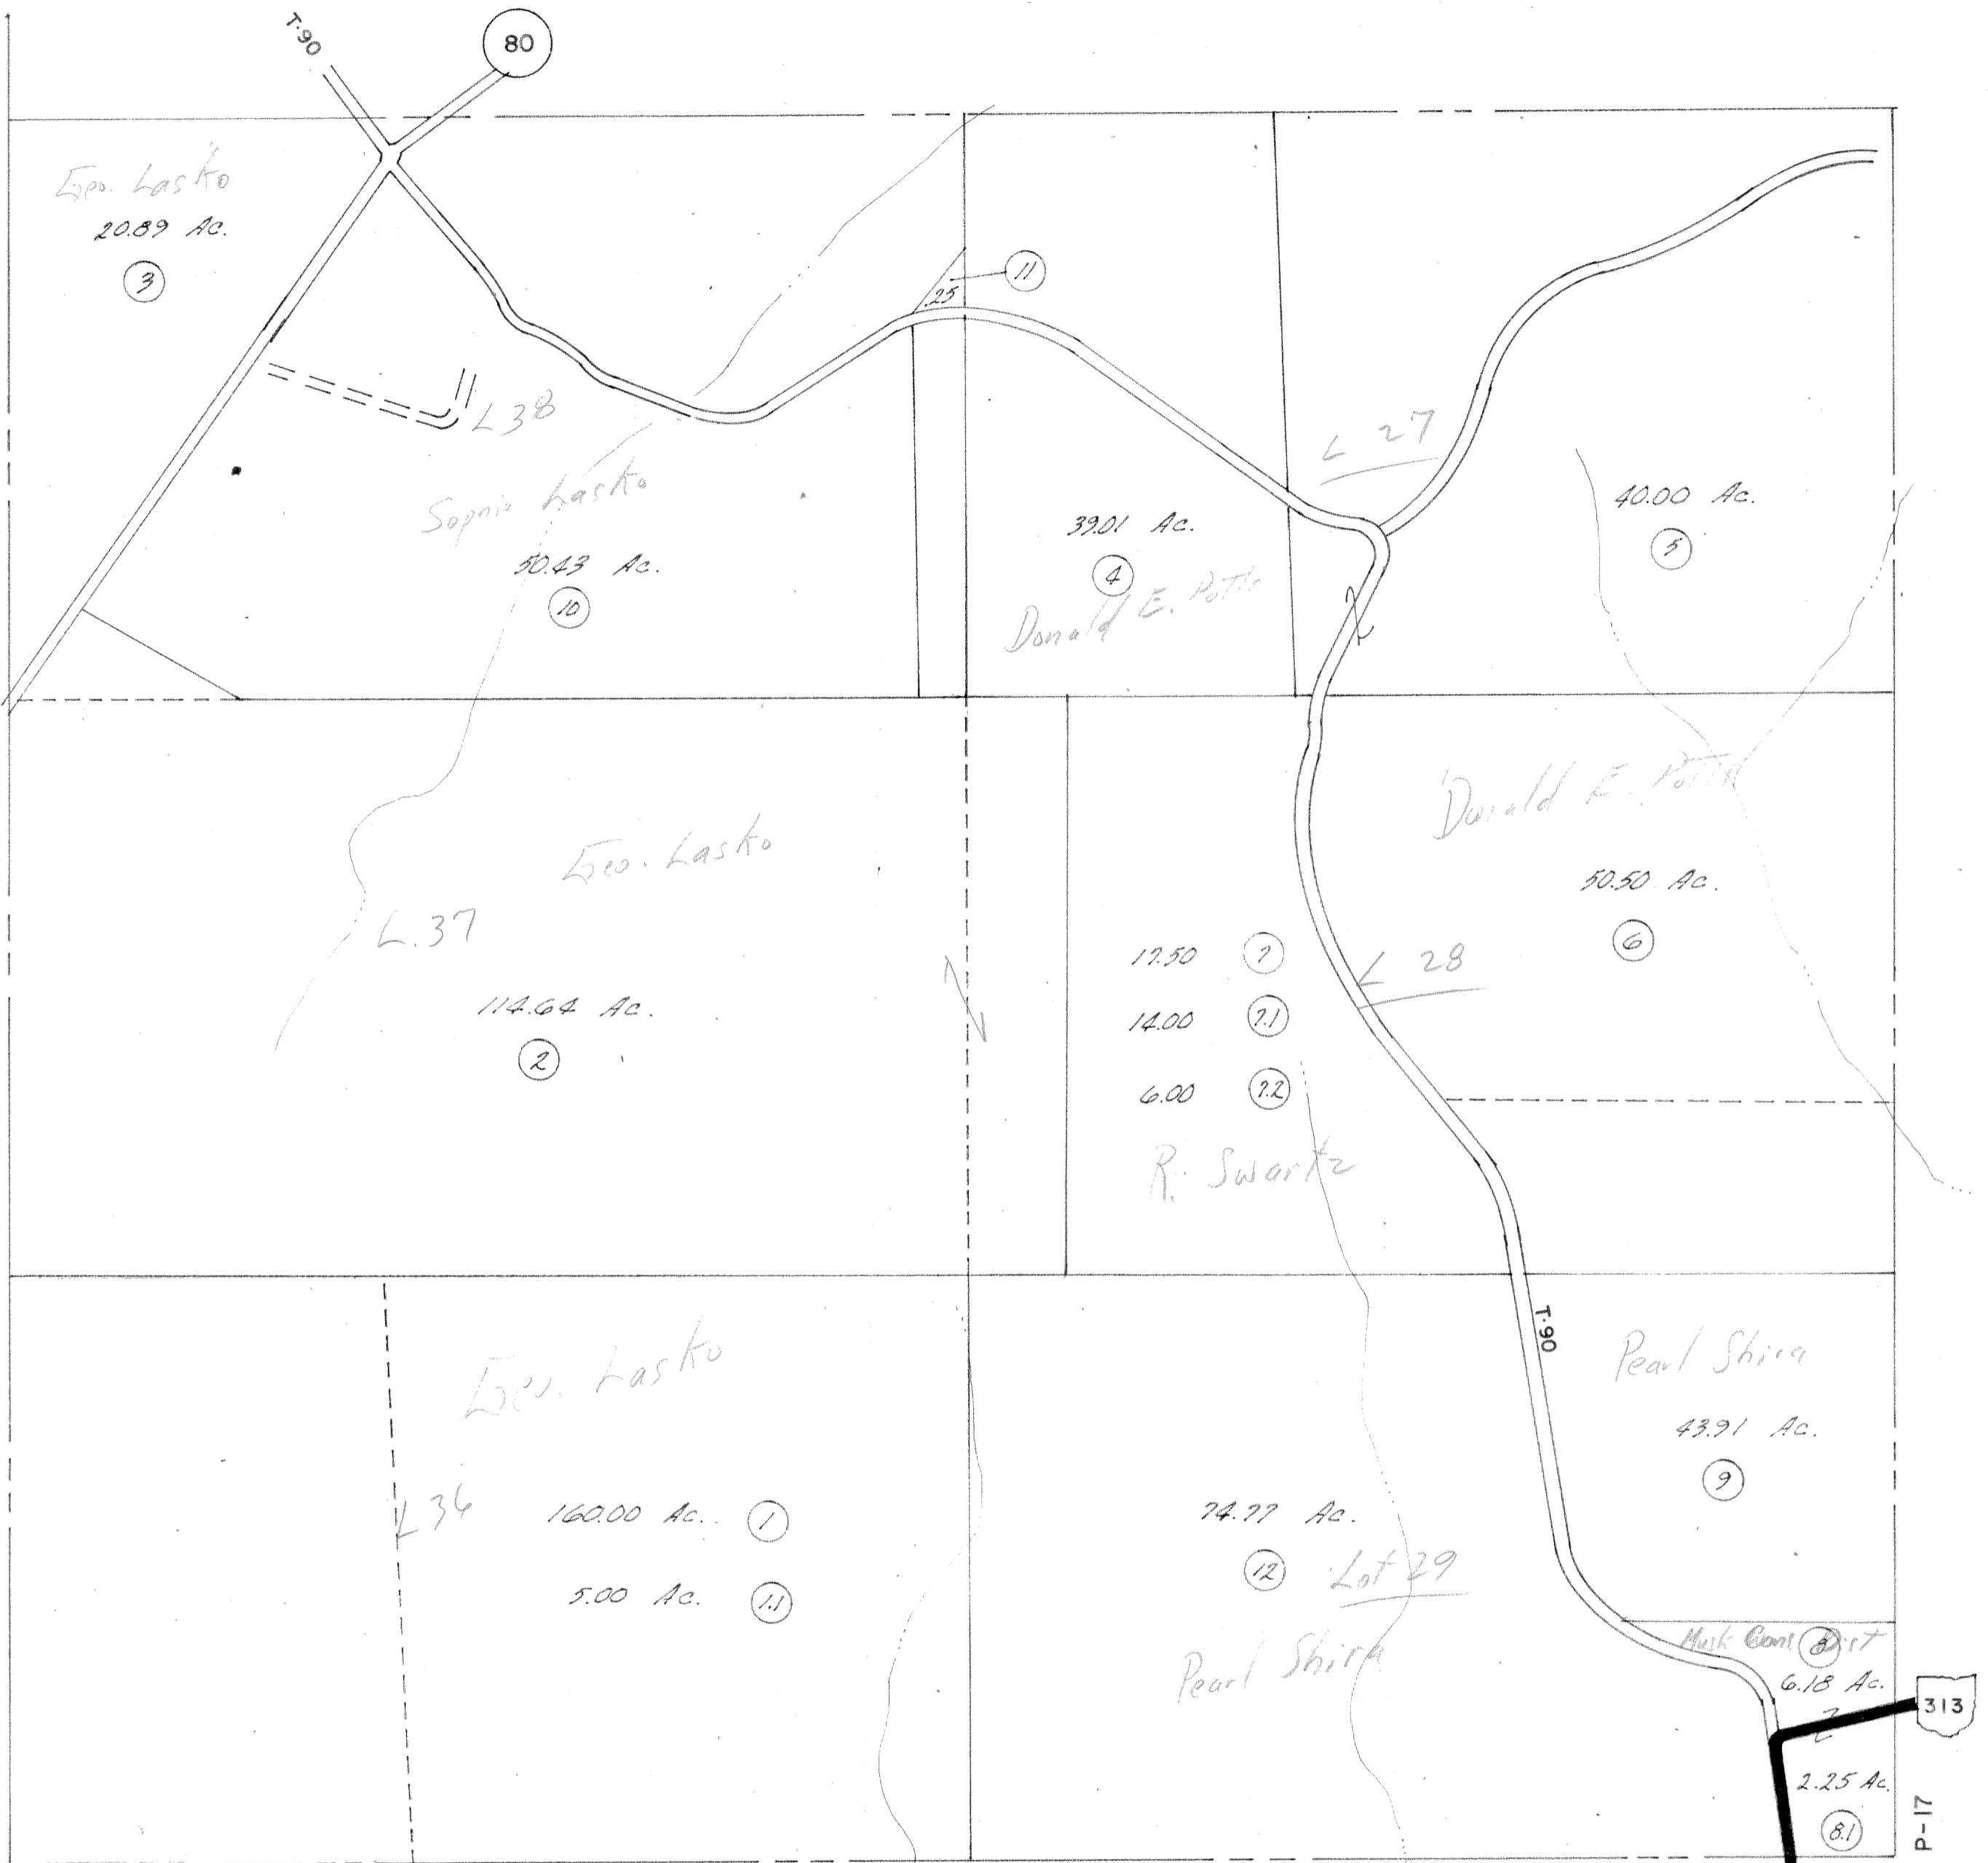 T-90
80
Geo. Lasko
20.89 Ac.
3
11
.25
L 38
Sophia Lasko
50.43 Ac.
10
39.01 Ac.
4
Donald E.
L 27
40.00 Ac.
5
Geo. Lasko
L. 37
114.64 Ac.
2
Donald E.
50.50 Ac.
6
17.50 7
14.00 7.1
6.00 7.2
L 28
R. Swartz
T-90
Geo. Lasko
L 36
160.00 Ac. 1
5.00 Ac. 1.1
Pearl Shira
43.91 Ac.
9
74.77 Ac.
12 Lot 29
Pearl Shira
Musk Cons. Dist
8
6.18 Ac.
Z
313
2.25 Ac.
8.1
P-17